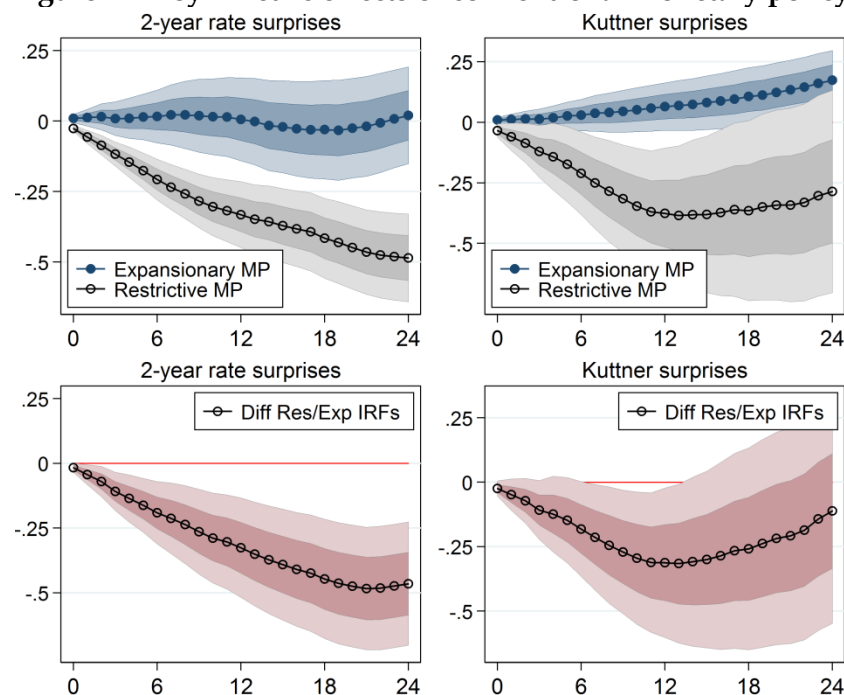 2-year rate surprises
Kuttner surprises
.25
0
-.25
-.5
Expansionary MP
Restrictive MP
0 6 12 18 24
.25
0
-.25
-.5
Expansionary MP
Restrictive MP
0 6 12 18 24
2-year rate surprises
Kuttner surprises
.25
0
-.25
-.5
Diff Res/Exp IRFs
0 6 12 18 24
.25
0
-.25
-.5
Diff Res/Exp IRFs
0 6 12 18 24